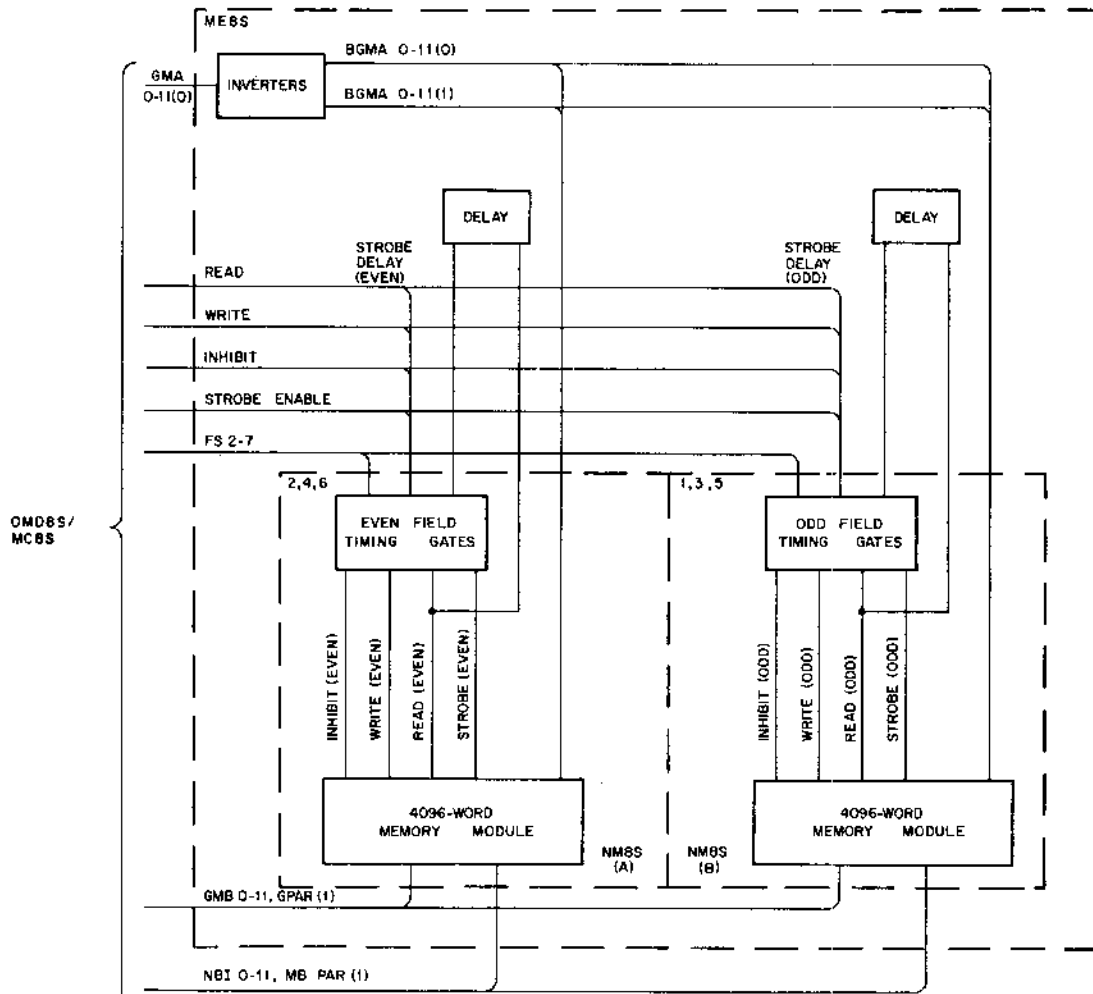 ME8S
BGMA 0-11(0)
GMA
0-11(0)
INVERTERS
BGMA 0-11(1)
DELAY
DELAY
STROBE
DELAY
(EVEN)
STROBE
DELAY
(ODD)
READ
WRITE
INHIBIT
STROBE ENABLE
FS 2-7
2,4,6
1,3,5
EVEN FIELD
TIMING GATES
ODD FIELD
TIMING GATES
OMD8S/
MC8S
INHIBIT (EVEN)
WRITE (EVEN)
READ (EVEN)
STROBE (EVEN)
INHIBIT (ODD)
WRITE (ODD)
READ (ODD)
STROBE (ODD)
4096-WORD
MEMORY MODULE
4096-WORD
MEMORY MODULE
NM8S
(A)
NM8S
(B)
GMB 0-11, GPAR (1)
NBI 0-11, MB PAR (1)